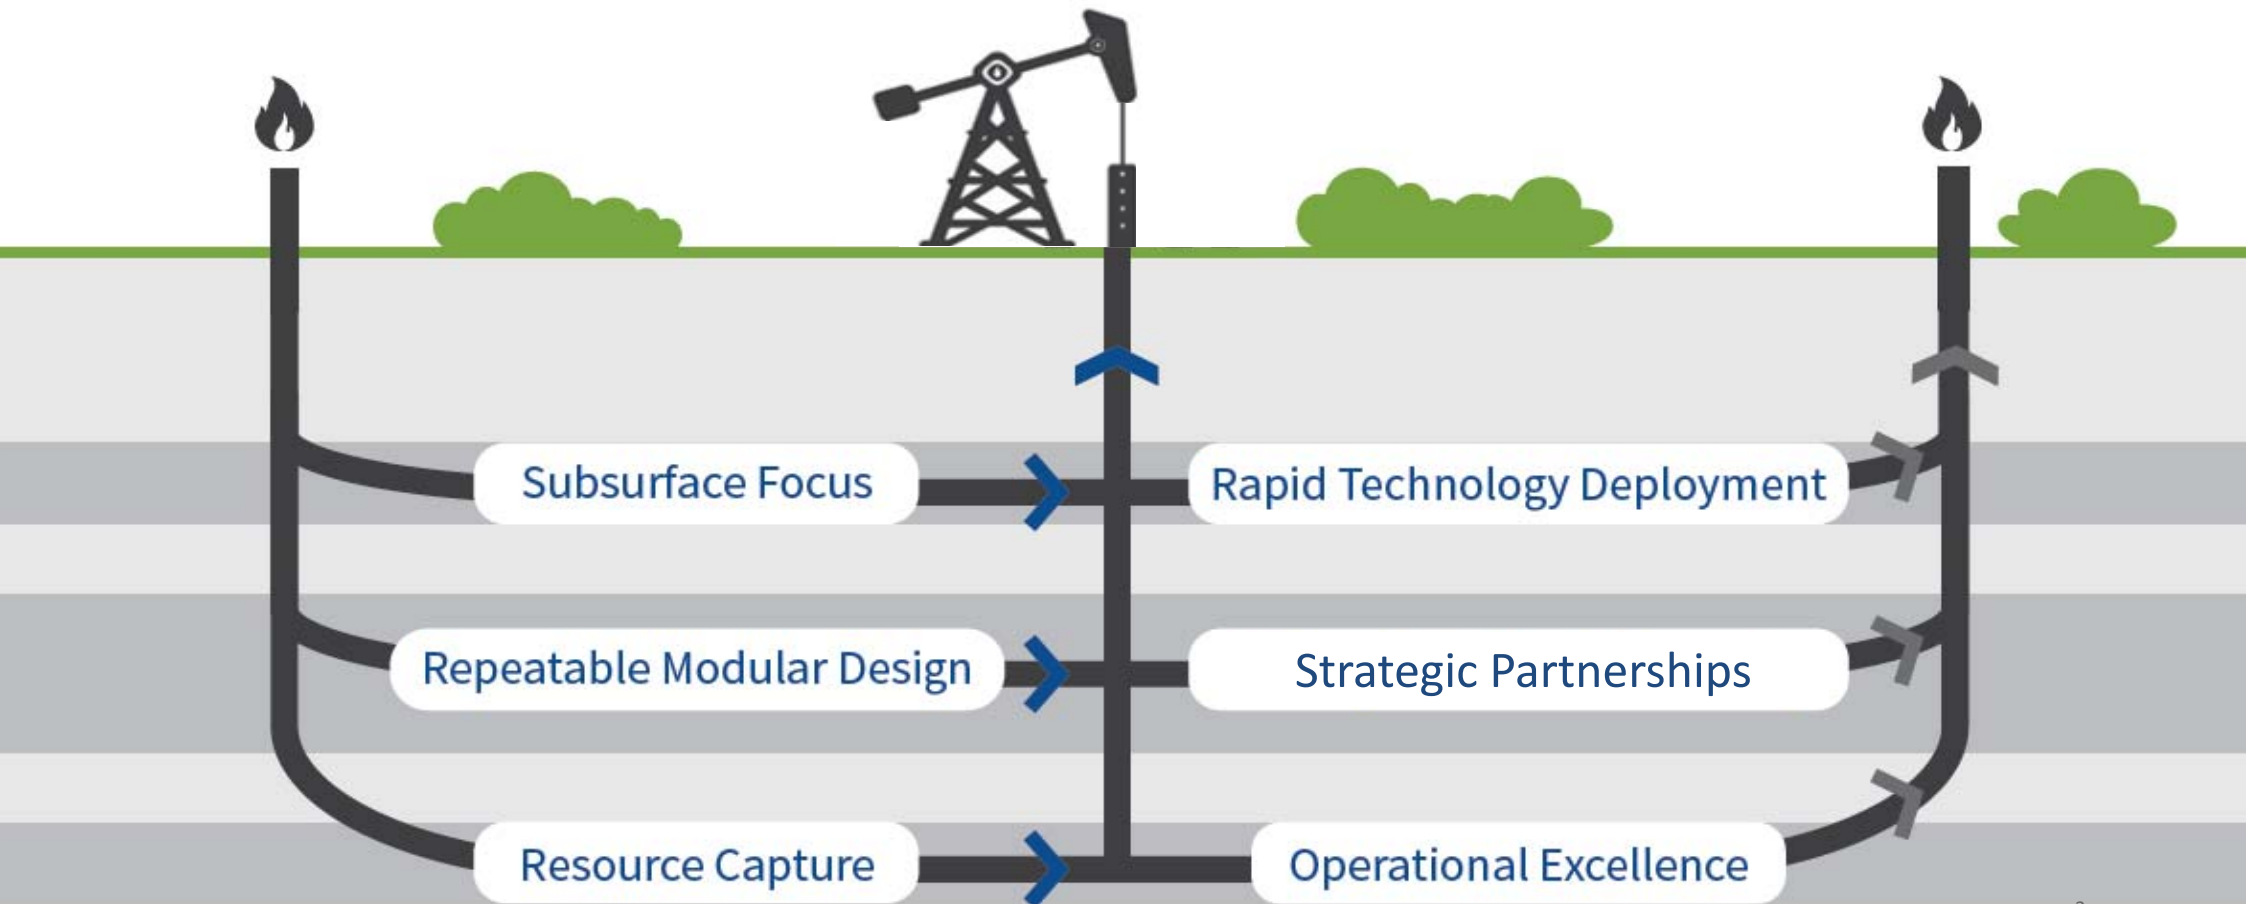 Subsurface Focus
Rapid Technology Deployment
Repeatable Modular Design
Strategic Partnerships
Resource Capture
Operational Excellence